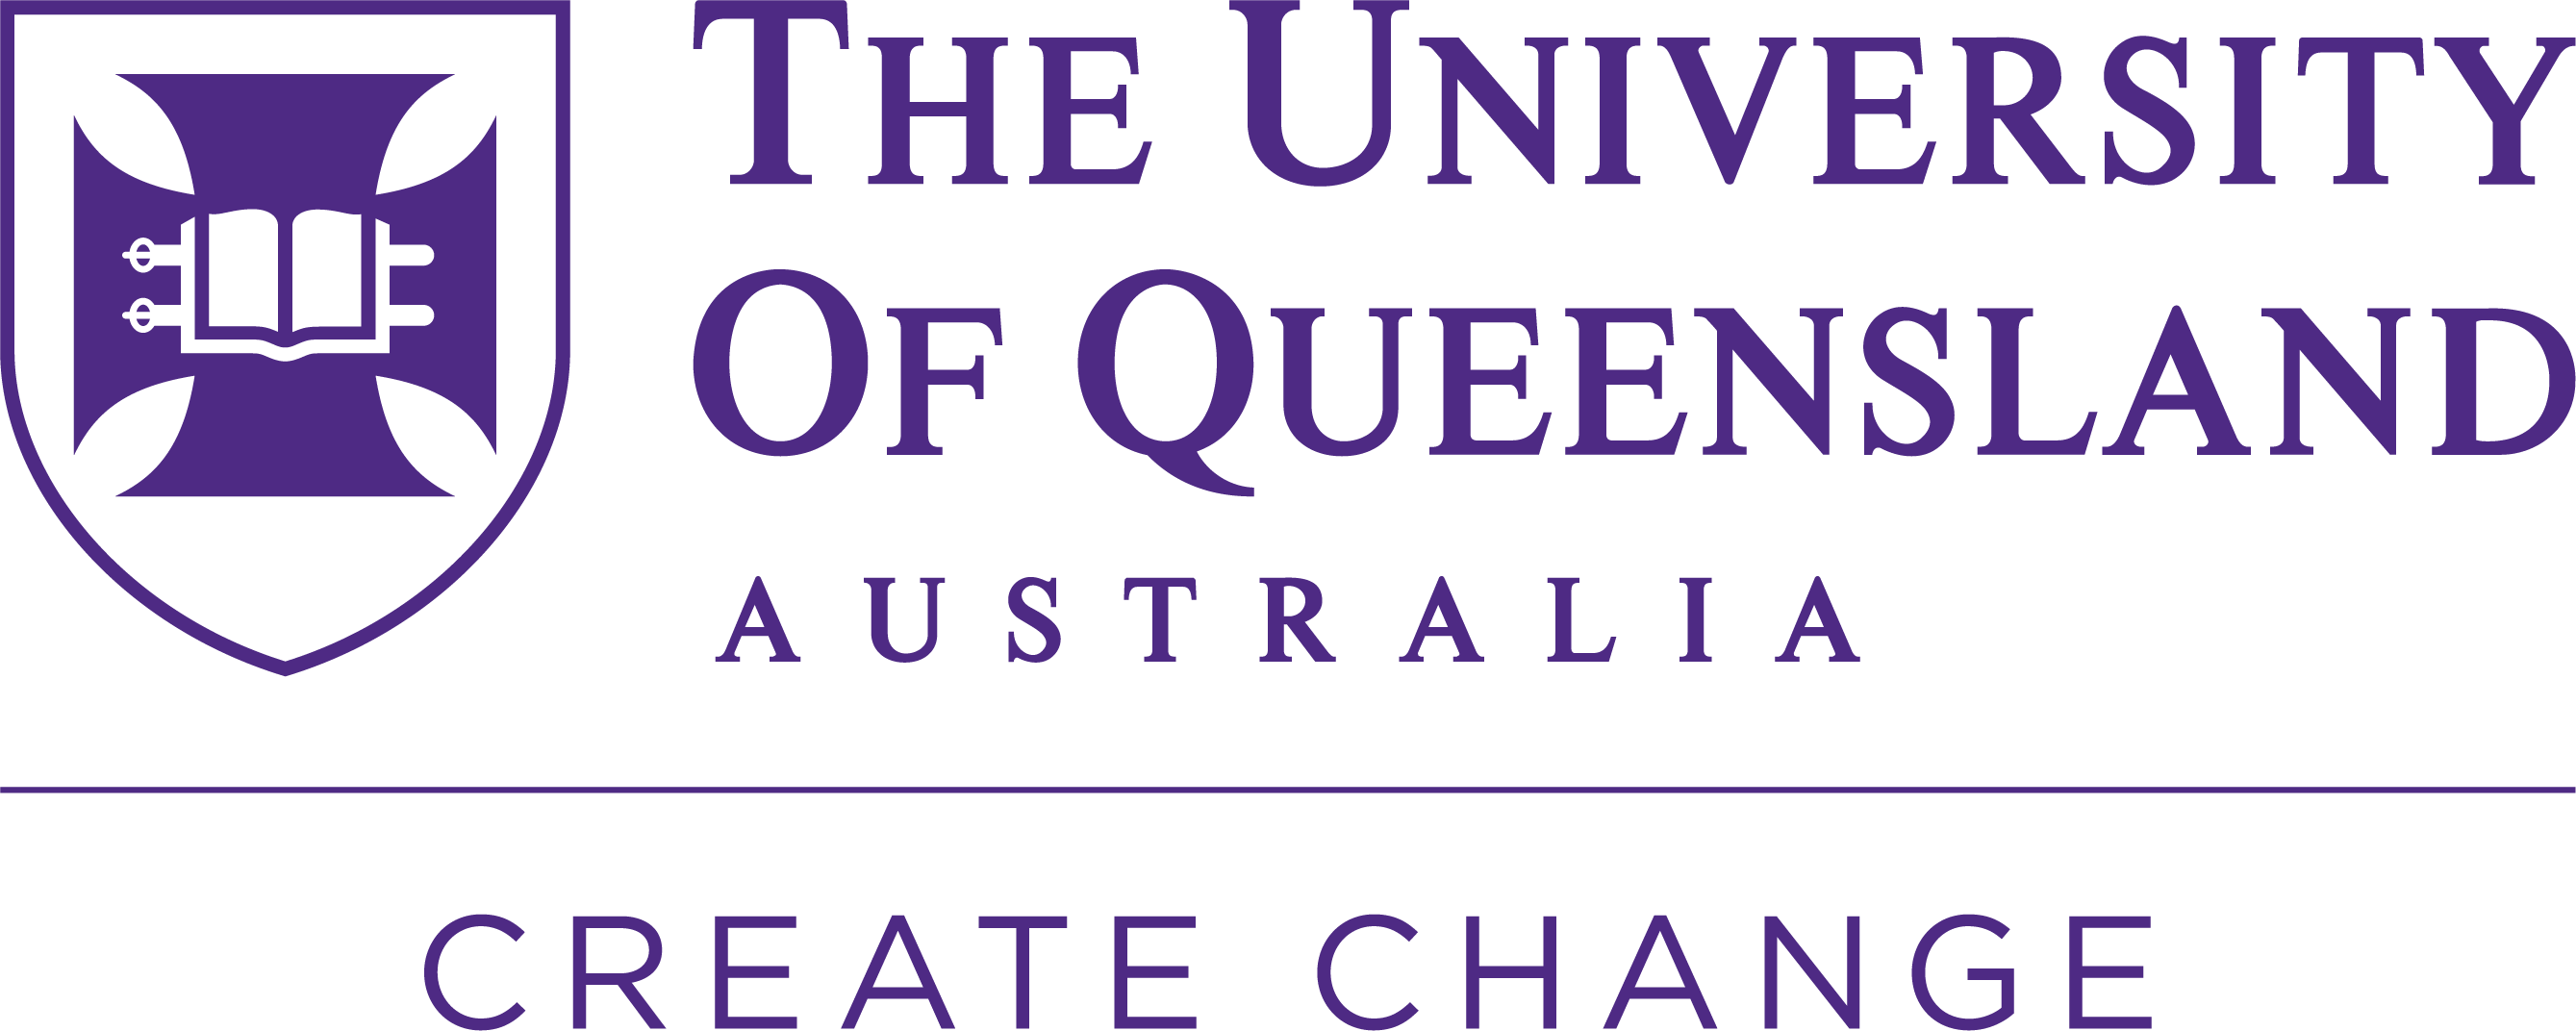 THE UNIVERSITY
OF QUEENSLAND
AUSTRALIA
CREATE CHANGE